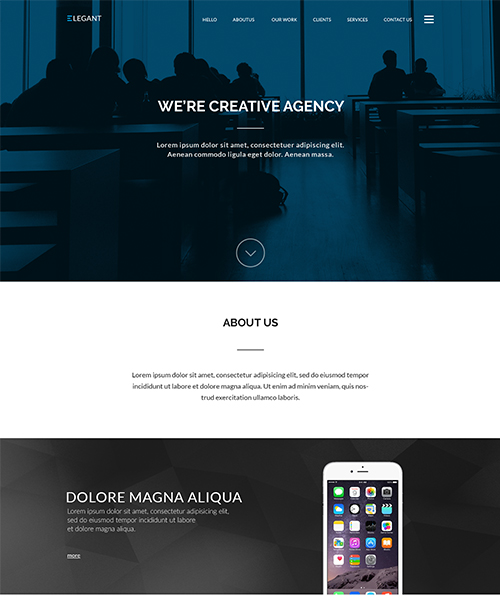 ELEGANT
HELLO ABOUTUS OUR WORK CLIENTS SERVICES CONTACT US
WE'RE CREATIVE AGENCY
Lorem ipsum dolor sit amet, consectetuer adipiscing elit.
Aenean commodo ligula eget dolor. Aenean massa.
ABOUT US
Lorem ipsum dolor sit amet, consectetur adipiscing elit, sed do eiusmod tempor
incididunt ut labore et dolore magna aliqua. Ut enim ad minim veniam, quis nos-
trud exercitation ullamco laboris.
DOLORE MAGNA ALIQUA
Lorem ipsum dolor sit amet, consectetur adipiscing elit,
sed do eiusmod tempor incididunt ut labore et dolore
magna aliqua.
more